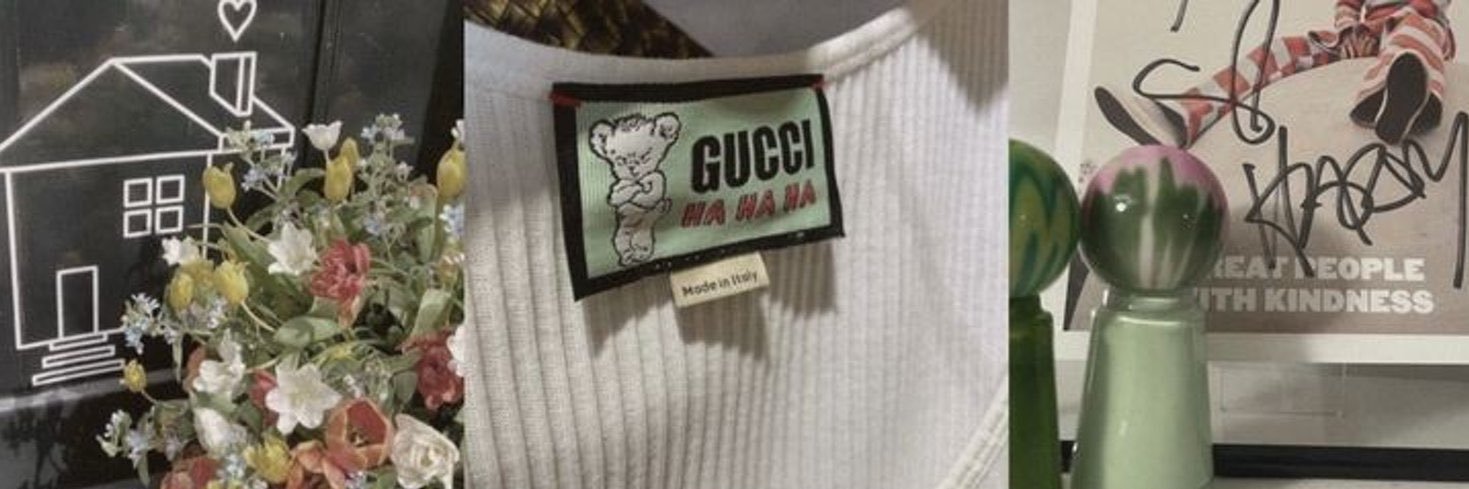 GUCCI
HA HA HA
Made in Italy
REAT PEOPLE
ITH KINDNESS